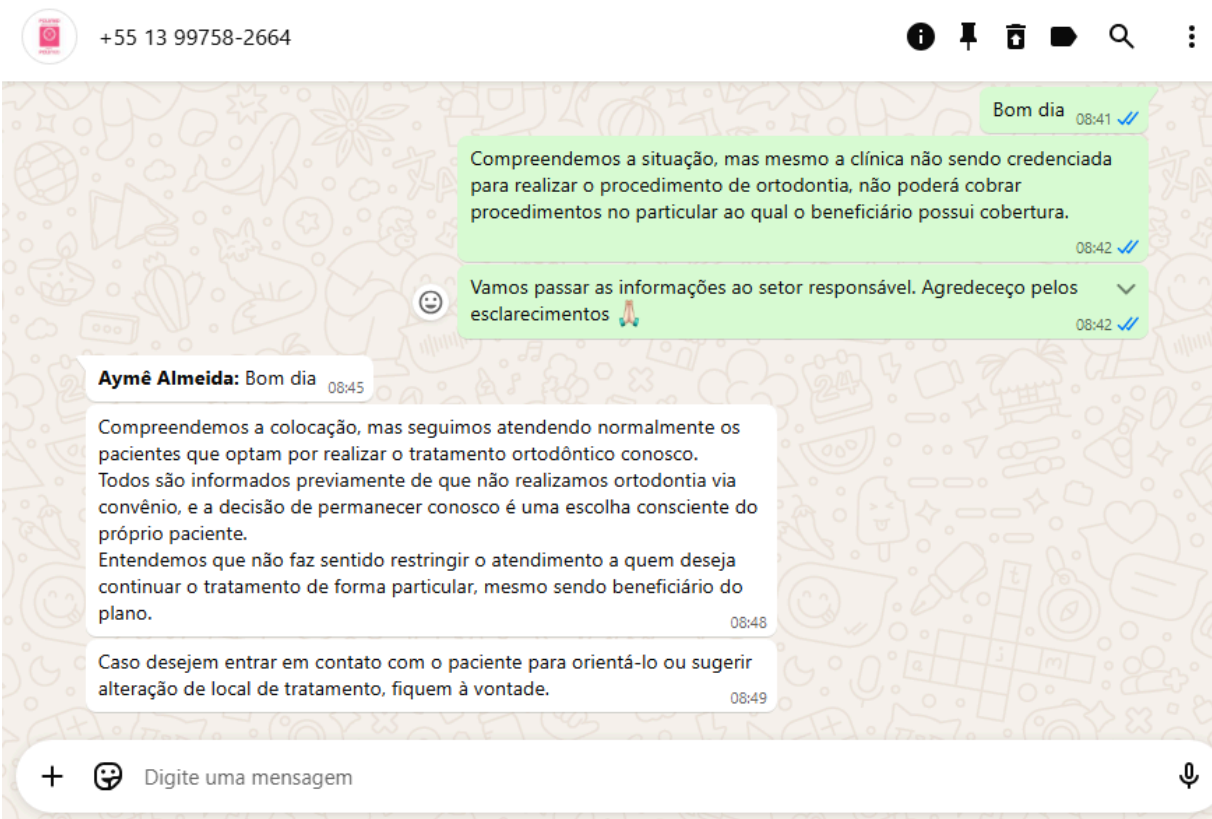 +55 13 99758-2664
Bom dia 08:41
Compreendemos a situação, mas mesmo a clínica não sendo credenciada
para realizar o procedimento de ortodontia, não poderá cobrar
procedimentos no particular ao qual o beneficiário possui cobertura.
08:42
Vamos passar as informações ao setor responsável. Agredeceço pelos
esclarecimentos 🙏🏻
08:42
Aymê Almeida: Bom dia 08:45
Compreendemos a colocação, mas seguimos atendendo normalmente os
pacientes que optam por realizar o tratamento ortodôntico conosco.
Todos são informados previamente de que não realizamos ortodontia via
convênio, e a decisão de permanecer conosco é uma escolha consciente do
próprio paciente.
Entendemos que não faz sentido restringir o atendimento a quem deseja
continuar o tratamento de forma particular, mesmo sendo beneficiário do
plano.
08:48
Caso desejem entrar em contato com o paciente para orientá-lo ou sugerir
alteração de local de tratamento, fiquem à vontade.
08:49
Digite uma mensagem